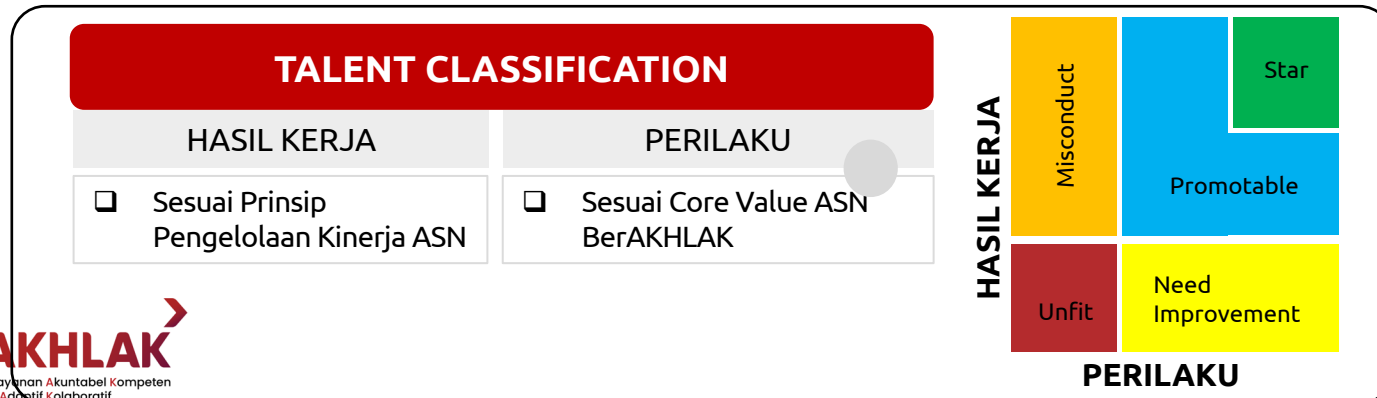 TALENT CLASSIFICATION
HASIL KERJA
PERILAKU
Sesuai Prinsip
Pengelolaan Kinerja ASN
Sesuai Core Value ASN
BerAKHLAK
HASIL KERJA
Misconduct
Star
Promotable
Unfit
Need
Improvement
PERILAKU
AKHLAK
Akuntabel Kompeten
Adaptif Kolaboratif